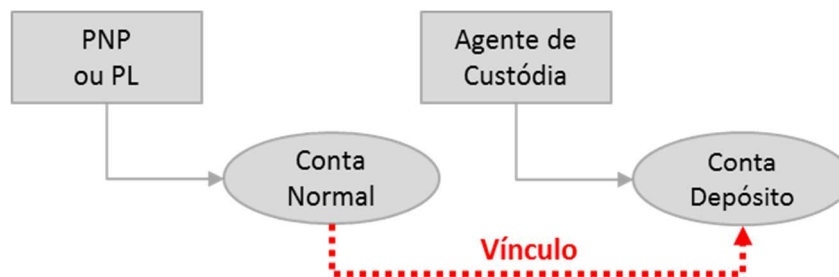 PNP
ou PL
Agente de
Custódia
Conta
Normal
Conta
Depósito
Vínculo